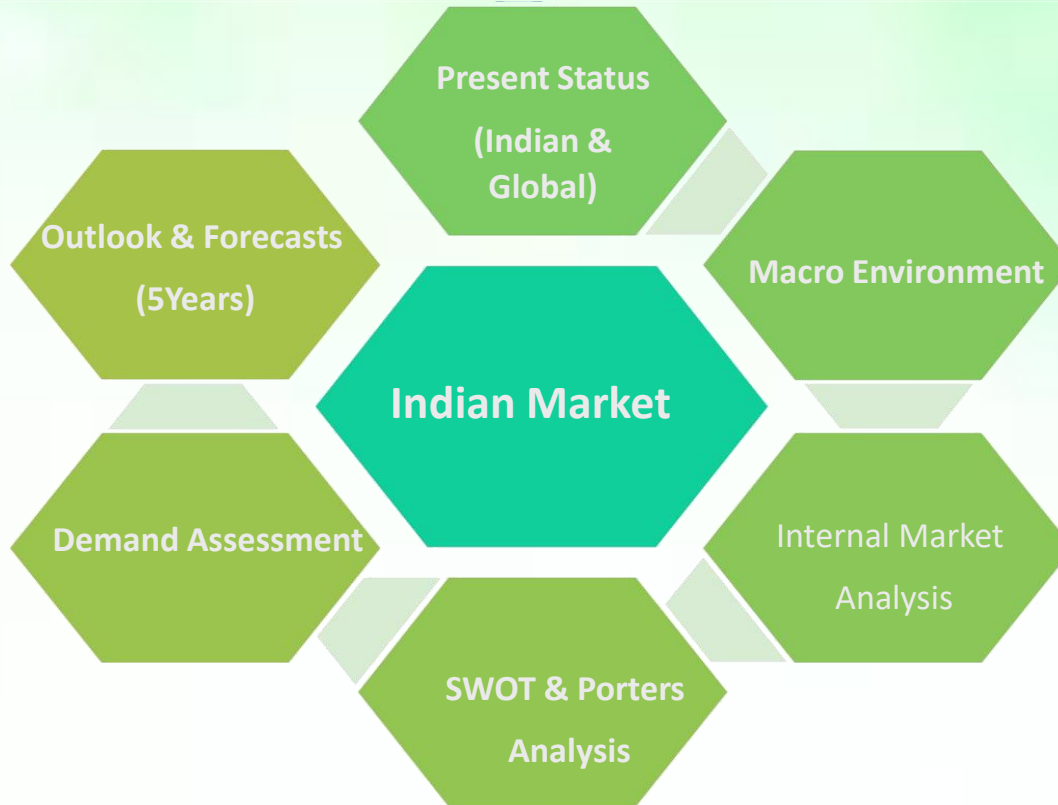 Present Status
(Indian &
Global)
Outlook & Forecasts
(5Years)
Macro Environment
Indian Market
Demand Assessment
Internal Market
Analysis
SWOT & Porters
Analysis